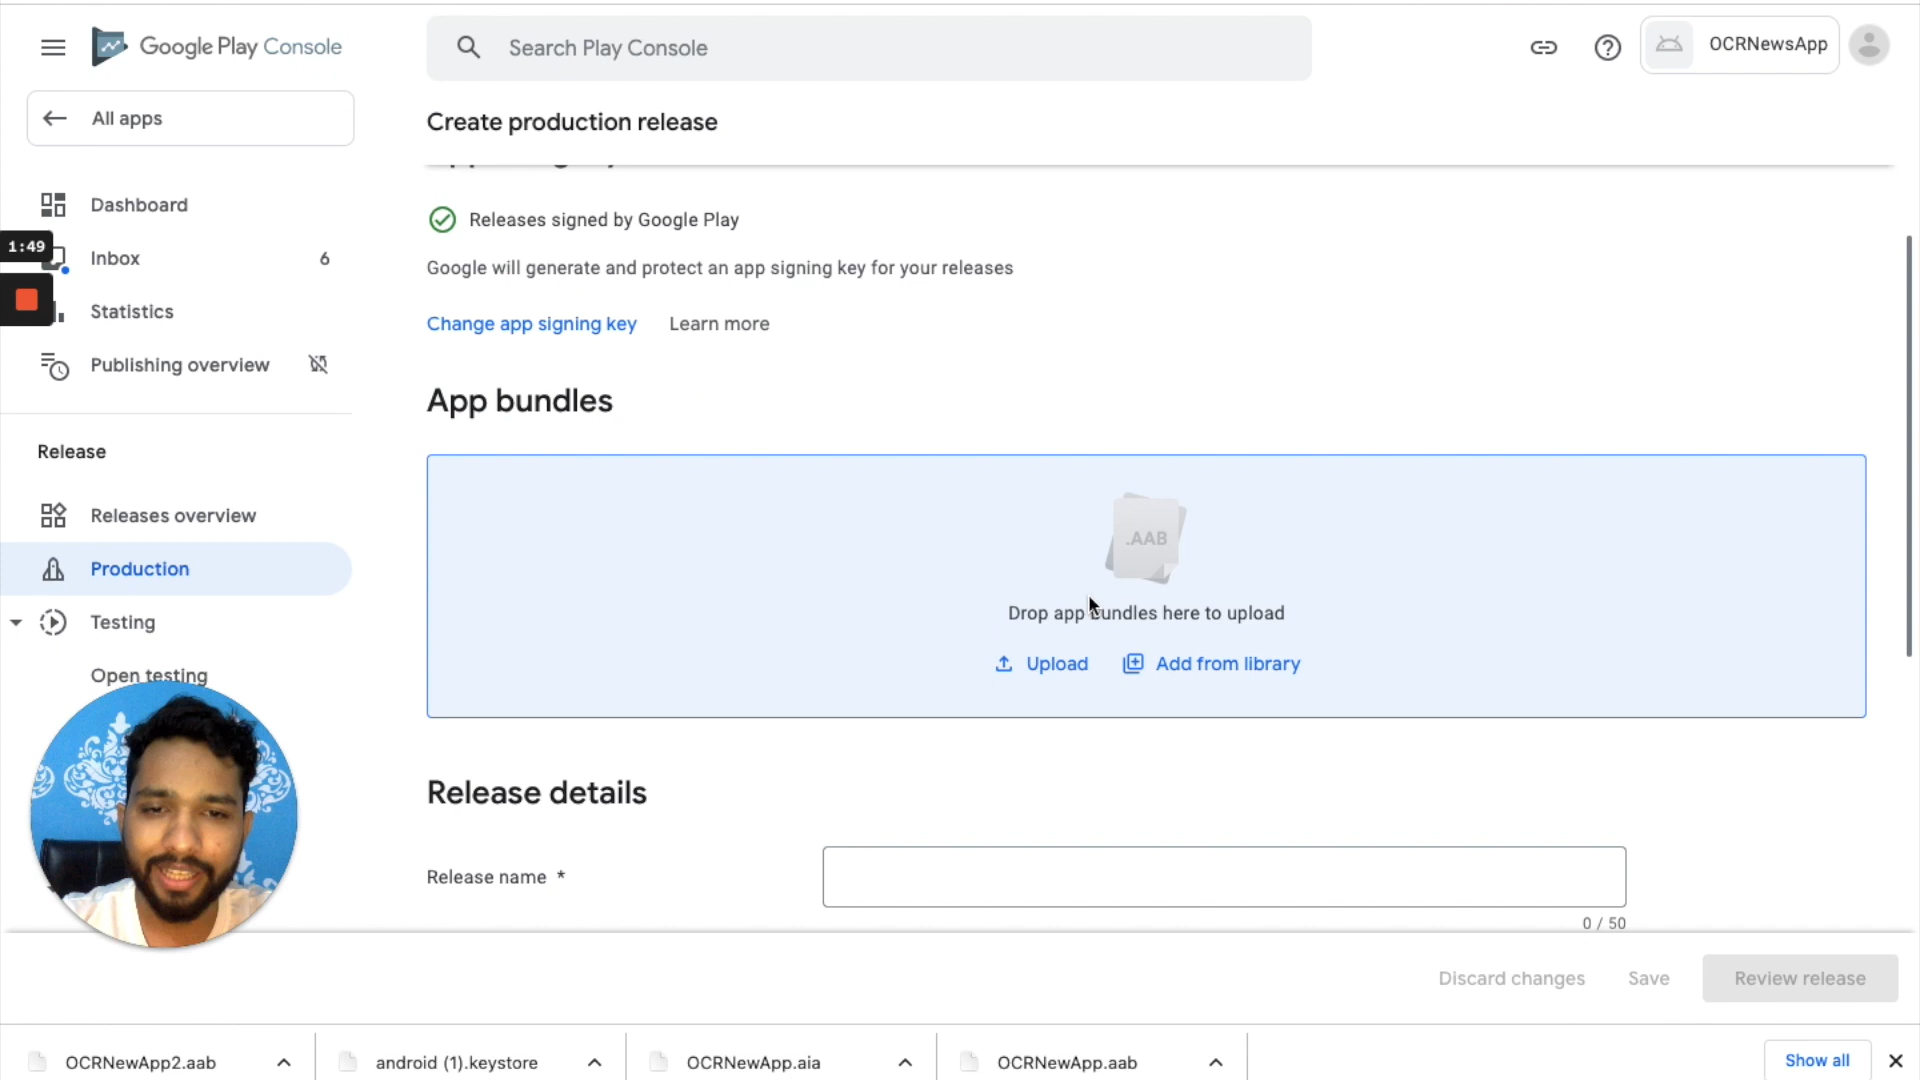 Google Play Console
Search Play Console
OCRNewsApp
All apps
Create production release
Dashboard
Releases signed by Google Play
1:49
Inbox
6
Google will generate and protect an app signing key for your releases
Statistics
Change app signing key
Learn more
Publishing overview
App bundles
Release
Releases overview
.AAB
Production
Drop app bundles here to upload
Testing
Upload
Add from library
Open testing
Release details
Release name *
0 / 50
Discard changes
Save
Review release
OCRNewApp2.aab
android (1).keystore
OCRNewApp.aia
OCRNewApp.aab
Show all